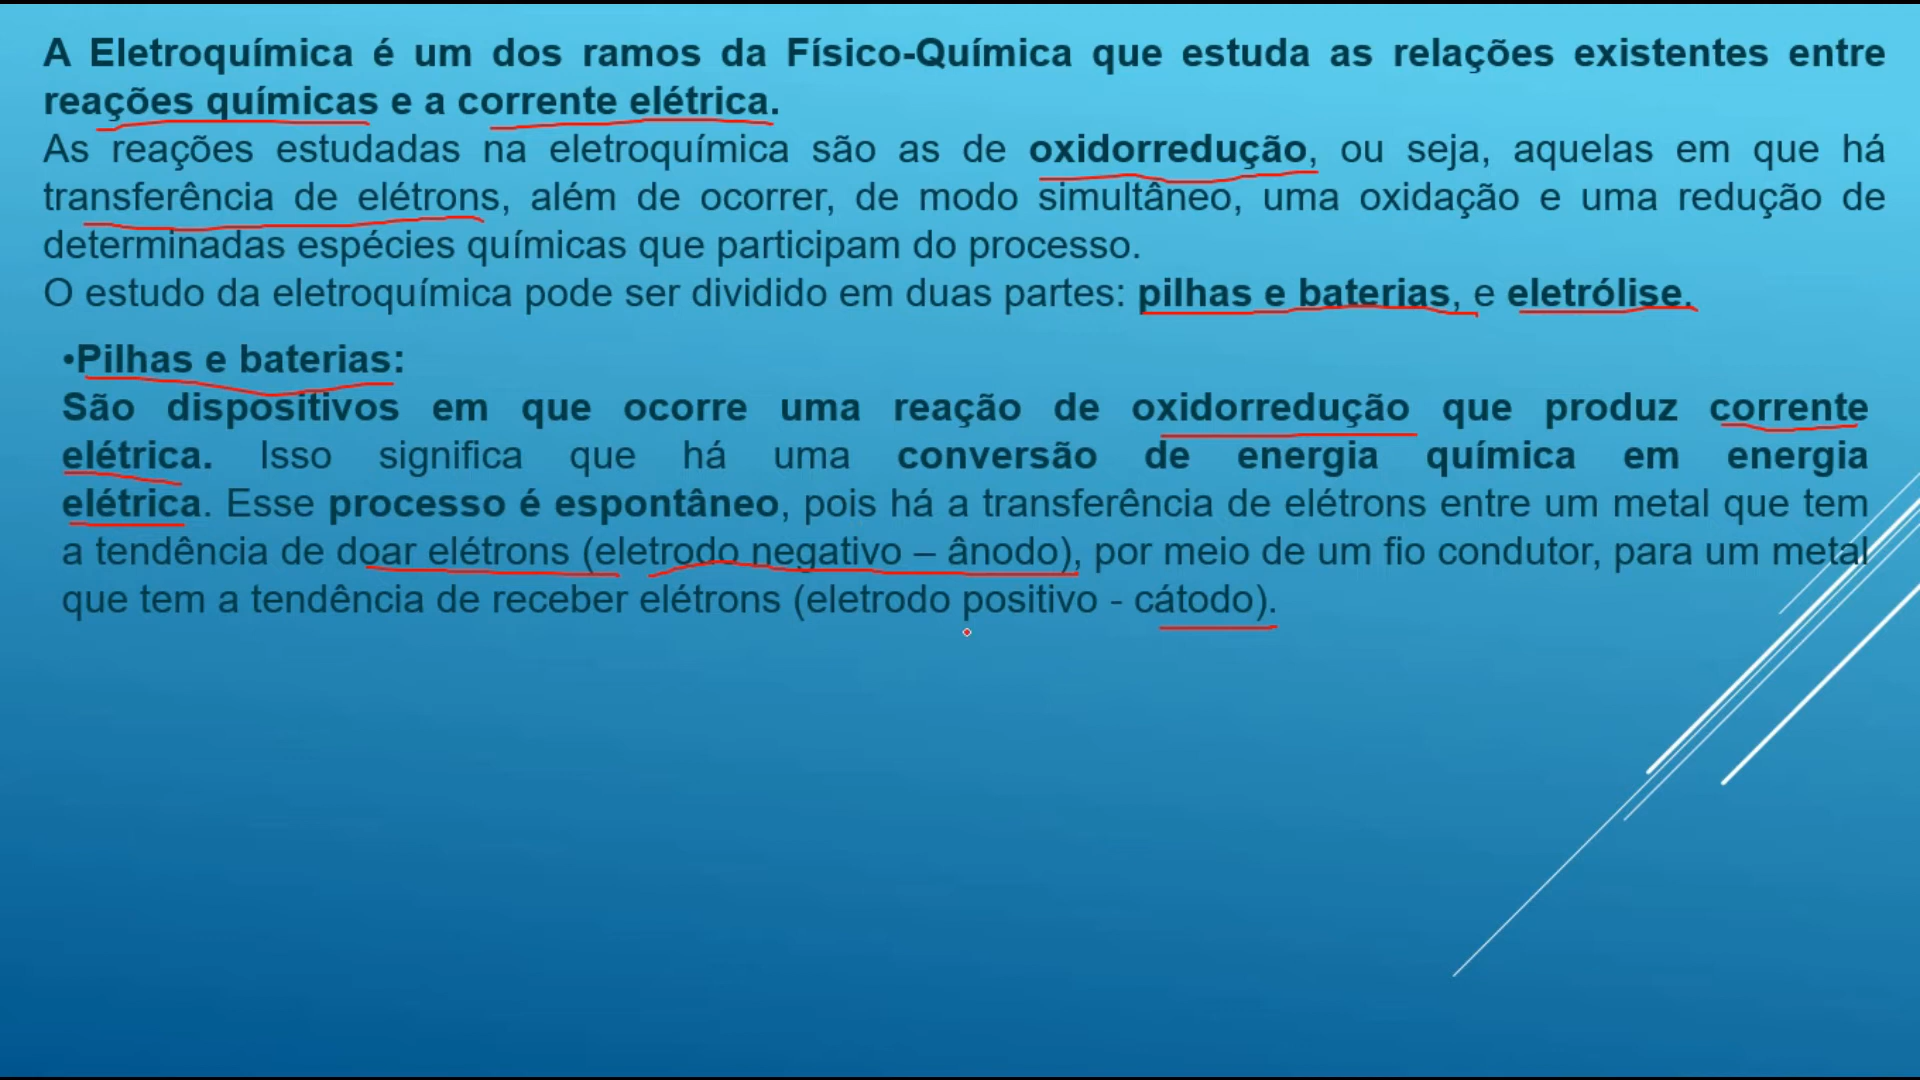 A Eletroquímica é um dos ramos da Físico-Química que estuda as relações existentes entre
reações químicas e a corrente elétrica.
As reações estudadas na eletroquímica são as de oxidorredução, ou seja, aquelas em que há
transferência de elétrons, além de ocorrer, de modo simultâneo, uma oxidação e uma redução de
determinadas espécies químicas que participam do processo.
O estudo da eletroquímica pode ser dividido em duas partes: pilhas e baterias, e eletrólise.
•Pilhas e baterias:
São dispositivos em que ocorre uma reação de oxidorredução que produz corrente
elétrica. Isso significa que há uma conversão de energia química em energia
elétrica. Esse processo é espontâneo, pois há a transferência de elétrons entre um metal que tem
a tendência de doar elétrons (eletrodo negativo – ânodo), por meio de um fio condutor, para um metal
que tem a tendência de receber elétrons (eletrodo positivo - cátodo).